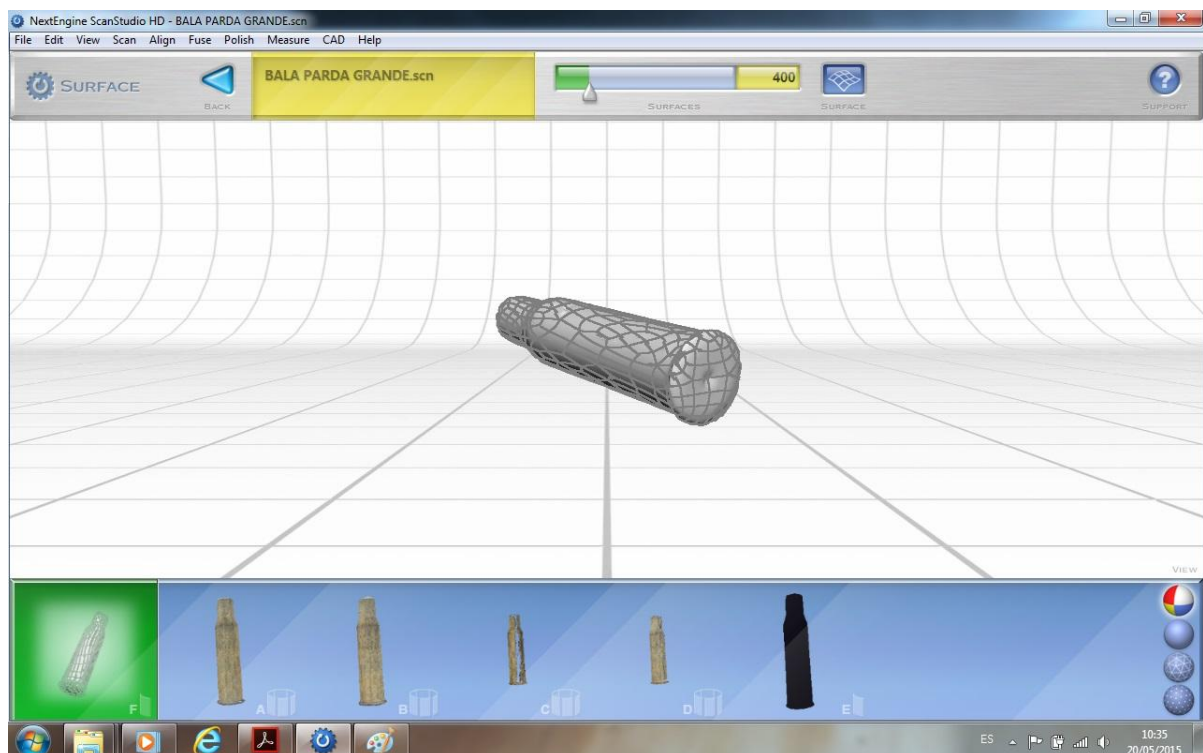 NextEngine ScanStudio HD - BALA PARDA GRANDE.scn
File Edit View Scan Align Fuse Polish Measure CAD Help
SURFACE
BACK
BALA PARDA GRANDE.scn
400
SURFACES
SURFACE
SUPPORT
VIEW
F
A
B
C
D
E
ES
10:35
20/05/2015